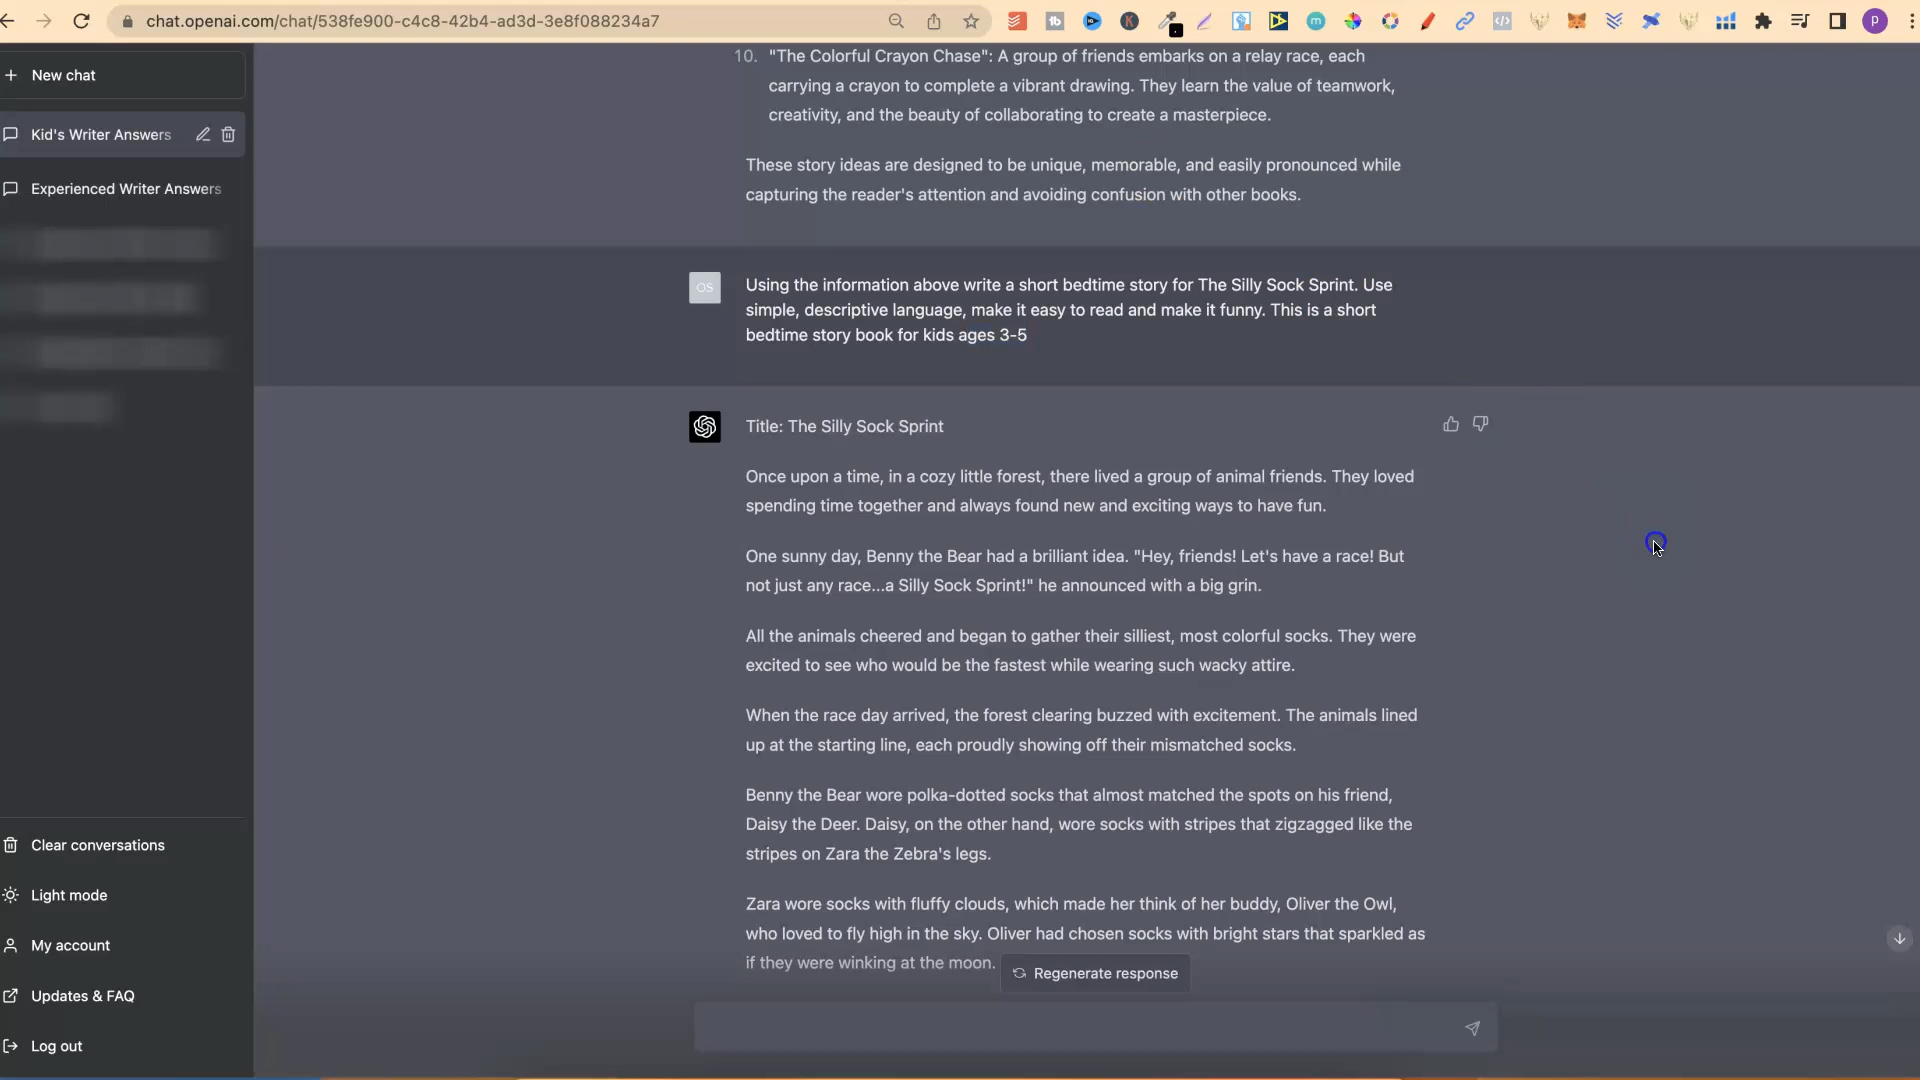 chat.openai.com/chat/538fe900-c4c8-42b4-ad3d-3e8f088234a7
P
New chat
Kid's Writer Answers
Experienced Writer Answers
10. "The Colorful Crayon Chase": A group of friends embarks on a relay race, each
carrying a crayon to complete a vibrant drawing. They learn the value of teamwork,
creativity, and the beauty of collaborating to create a masterpiece.
These story ideas are designed to be unique, memorable, and easily pronounced while
capturing the reader's attention and avoiding confusion with other books.
OS
Using the information above write a short bedtime story for The Silly Sock Sprint. Use
simple, descriptive language, make it easy to read and make it funny. This is a short
bedtime story book for kids ages 3-5
Title: The Silly Sock Sprint
Once upon a time, in a cozy little forest, there lived a group of animal friends. They loved
spending time together and always found new and exciting ways to have fun.
One sunny day, Benny the Bear had a brilliant idea. "Hey, friends! Let's have a race! But
not just any race...a Silly Sock Sprint!" he announced with a big grin.
All the animals cheered and began to gather their silliest, most colorful socks. They were
excited to see who would be the fastest while wearing such wacky attire.
When the race day arrived, the forest clearing buzzed with excitement. The animals lined
up at the starting line, each proudly showing off their mismatched socks.
Benny the Bear wore polka-dotted socks that almost matched the spots on his friend,
Daisy the Deer. Daisy, on the other hand, wore socks with stripes that zigzagged like the
stripes on Zara the Zebra's legs.
Zara wore socks with fluffy clouds, which made her think of her buddy, Oliver the Owl,
who loved to fly high in the sky. Oliver had chosen socks with bright stars that sparkled as
if they were winking at the moon.
Regenerate response
Clear conversations
Light mode
My account
Updates & FAQ
Log out